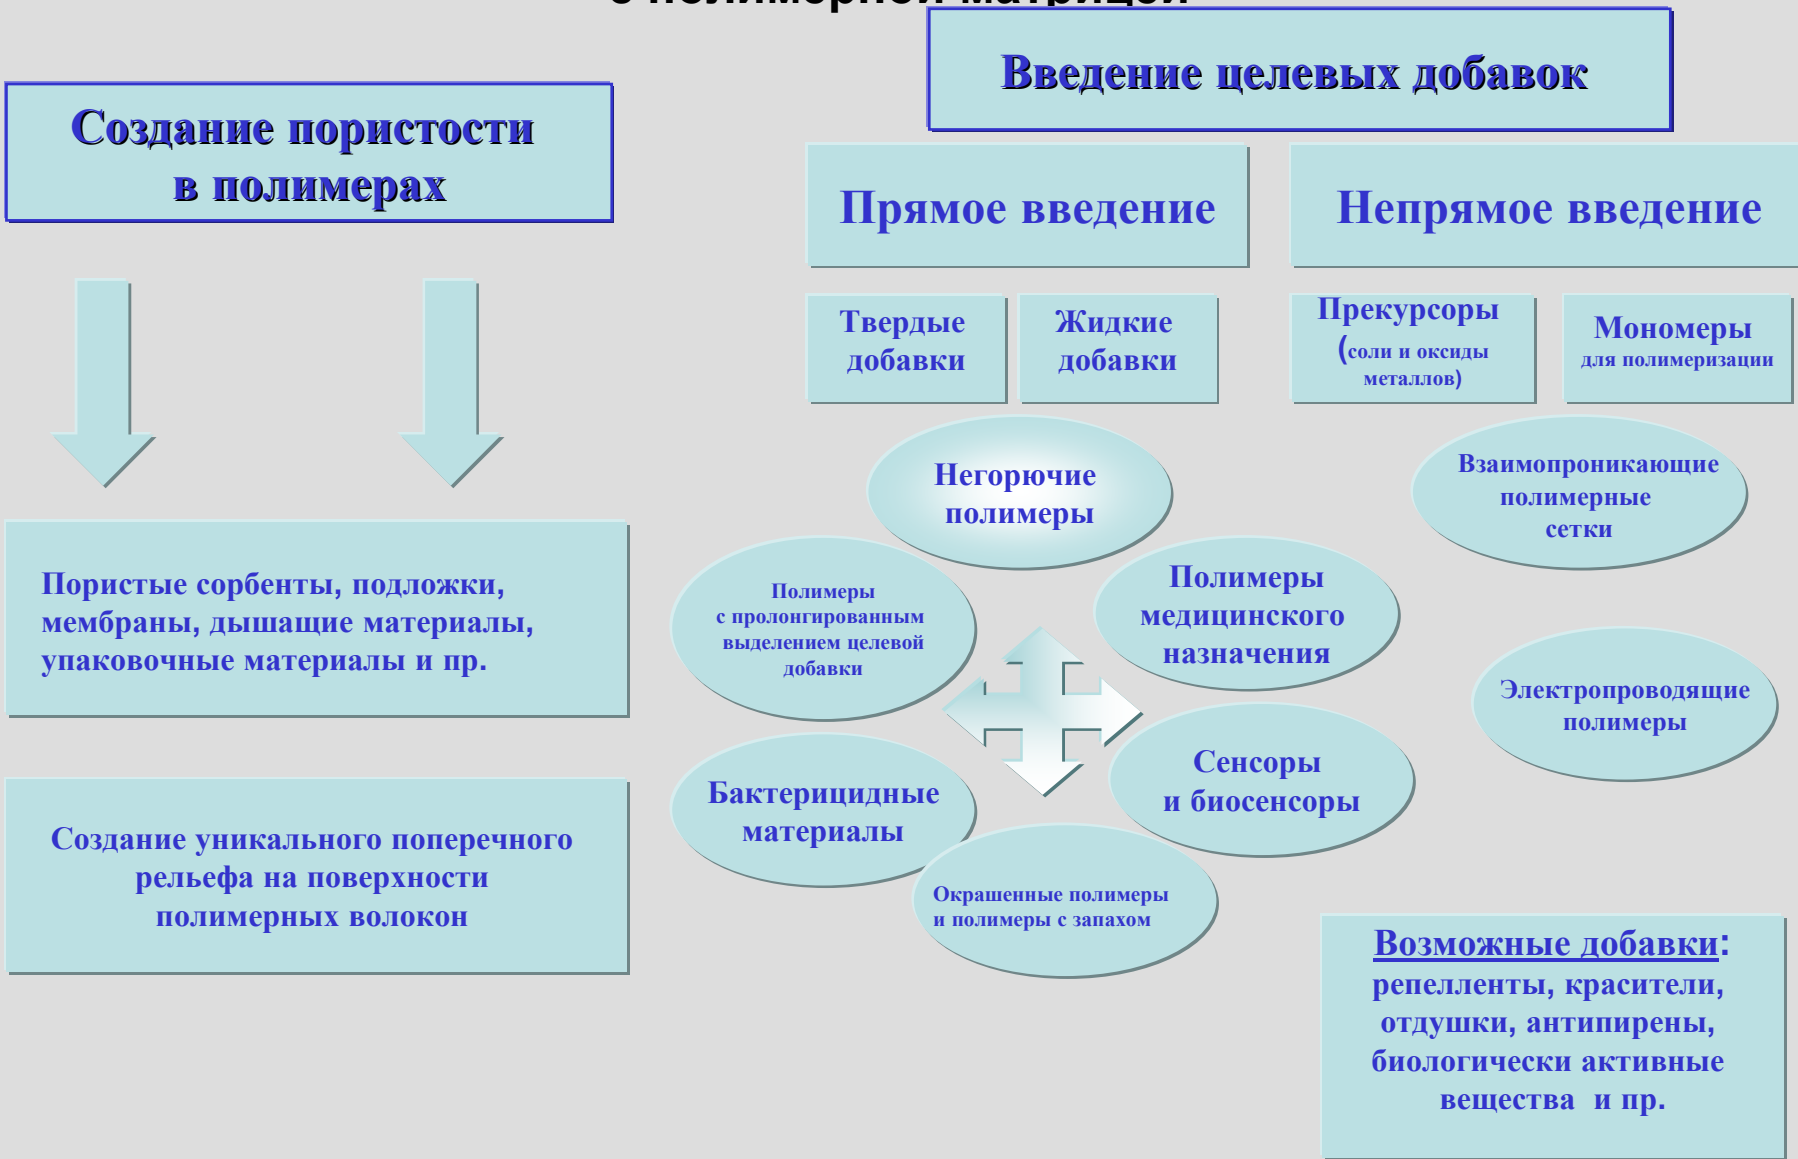 с полимерной матрицей
Введение целевых добавок
Создание пористости
в полимерах
Прямое введение
Непрямое введение
Твердые
добавки
Жидкие
добавки
Прекурсоры
(соли и оксиды
металлов)
Мономеры
для полимеризации
Негорючие
полимеры
Взаимопроникающие
полимерные
сетки
Пористые сорбенты, подложки,
мембраны, дышащие материалы,
упаковочные материалы и пр.
Полимеры
с пролонгированным
выделением целевой
добавки
Полимеры
медицинского
назначения
Электропроводящие
полимеры
Бактерицидные
материалы
Сенсоры
и биосенсоры
Создание уникального поперечного
рельефа на поверхности
полимерных волокон
Окрашенные полимеры
и полимеры с запахом
Возможные добавки:
репелленты, красители,
отдушки, антипирены,
биологически активные
вещества и пр.